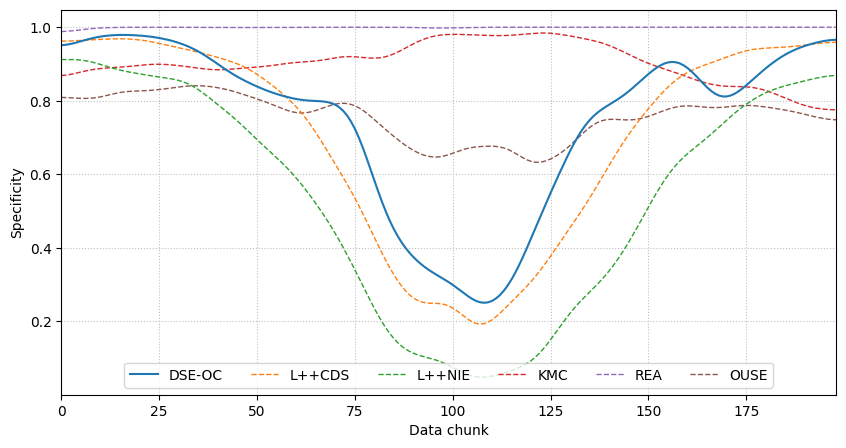 1.0
0.8
0.6
0.4
0.2
Specificity
DSE-OC L++CDS L++NIE KMC REA OUSE
0 25 50 75 100 125 150 175
Data chunk